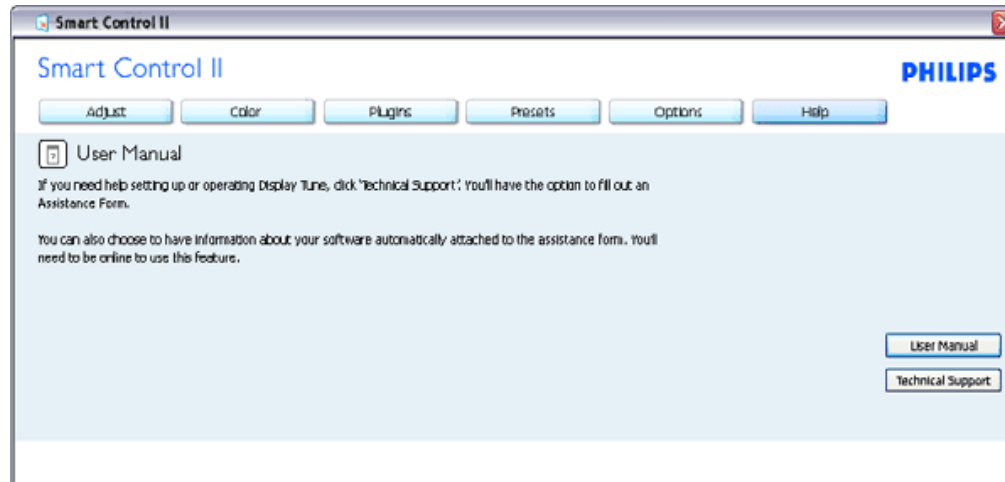 Smart Control II
Smart Control II
PHILIPS
Adjust Color Plugins Presets Options Help
User Manual
If you need help setting up or operating Display Tune, click 'Technical Support'. You'll have the option to fill out an
Assistance Form.
You can also choose to have information about your software automatically attached to the assistance form. You'll
need to be online to use this feature.
User Manual
Technical Support